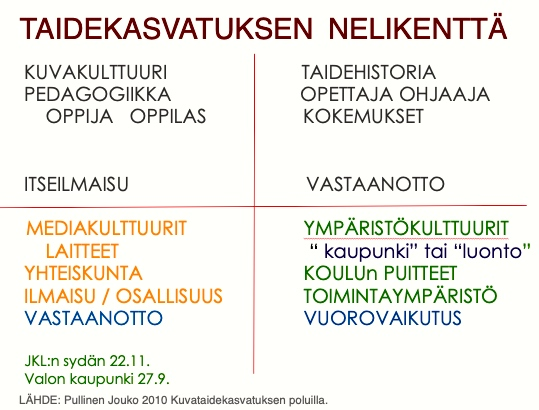 TAIDEKASVATUKSEN NELIKENTTÄ
KUVAKULTTUURI
PEDAGOGIIKKA
OPPIJA OPPILAS
ITSEILMAISU
TAIDEHISTORIA
OPETTAJA OHJAAJA
KOKEMUKSET
VASTAANOTTO
MEDIAKULTTUURIT
LAITTEET
YHTEISKUNTA
ILMAISU / OSALLISUUS
VASTAANOTTO
JKL:n sydän 22.11.
Valon kaupunki 27.9.
YMPÄRISTÖKULTTUURIT
“ kaupunki” tai “luonto”
KOULUn PUITTEET
TOIMINTAYMPÄRISTÖ
VUOROVAIKUTUS
LÄHDE: Pullinen Jouko 2010 Kuvataidekasvatuksen poluilla.